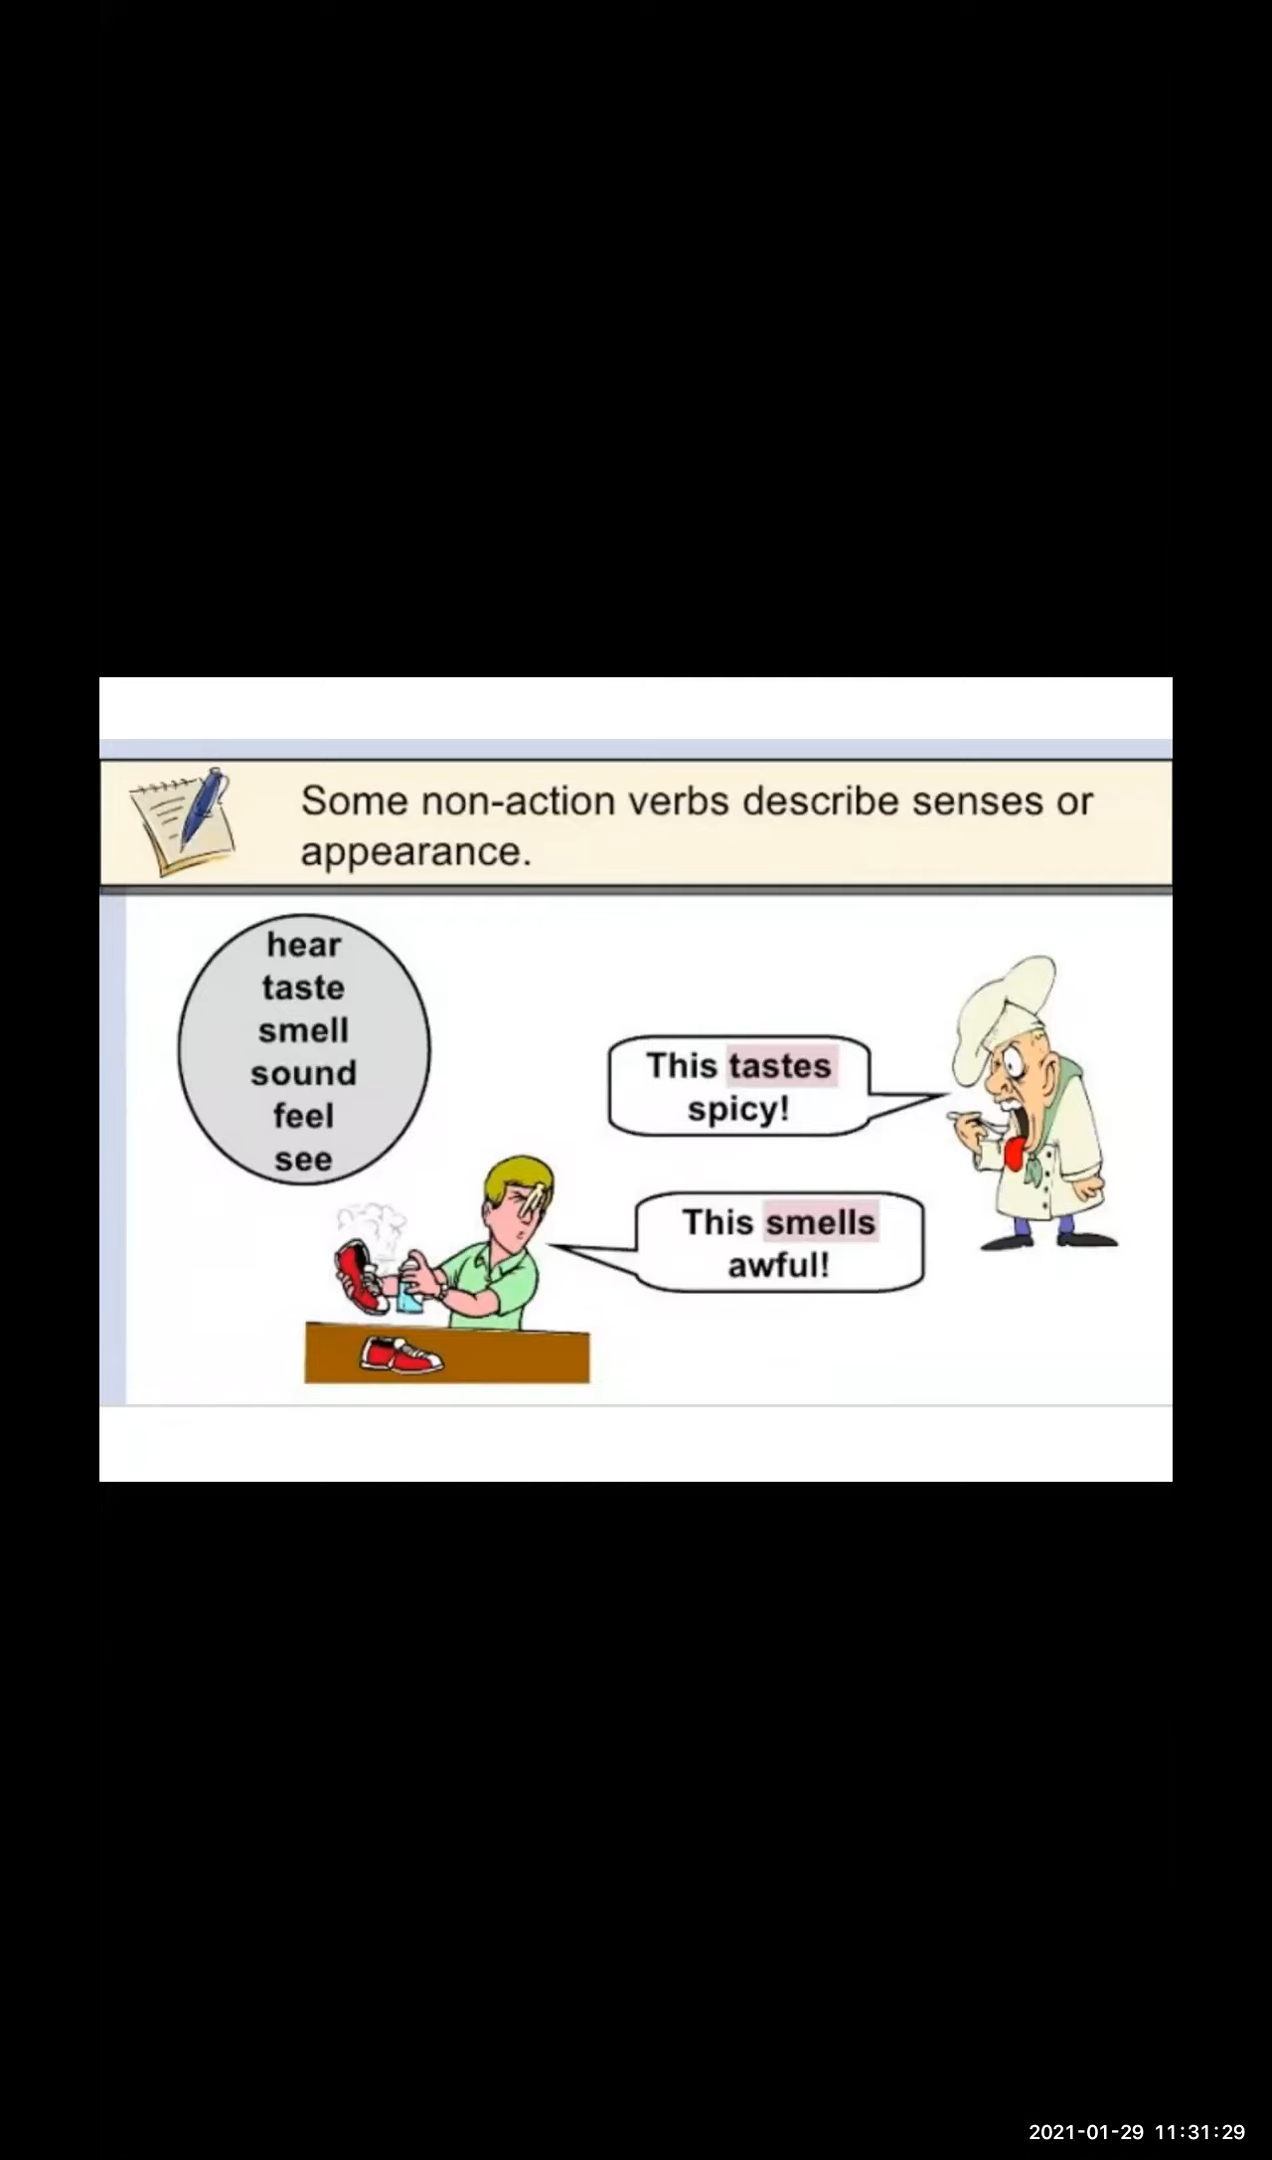 Some non-action verbs describe senses or
appearance.
hear
taste
smell
sound
feel
see
This tastes
spicy!
This smells
awful!
2021-01-29 11:31:29